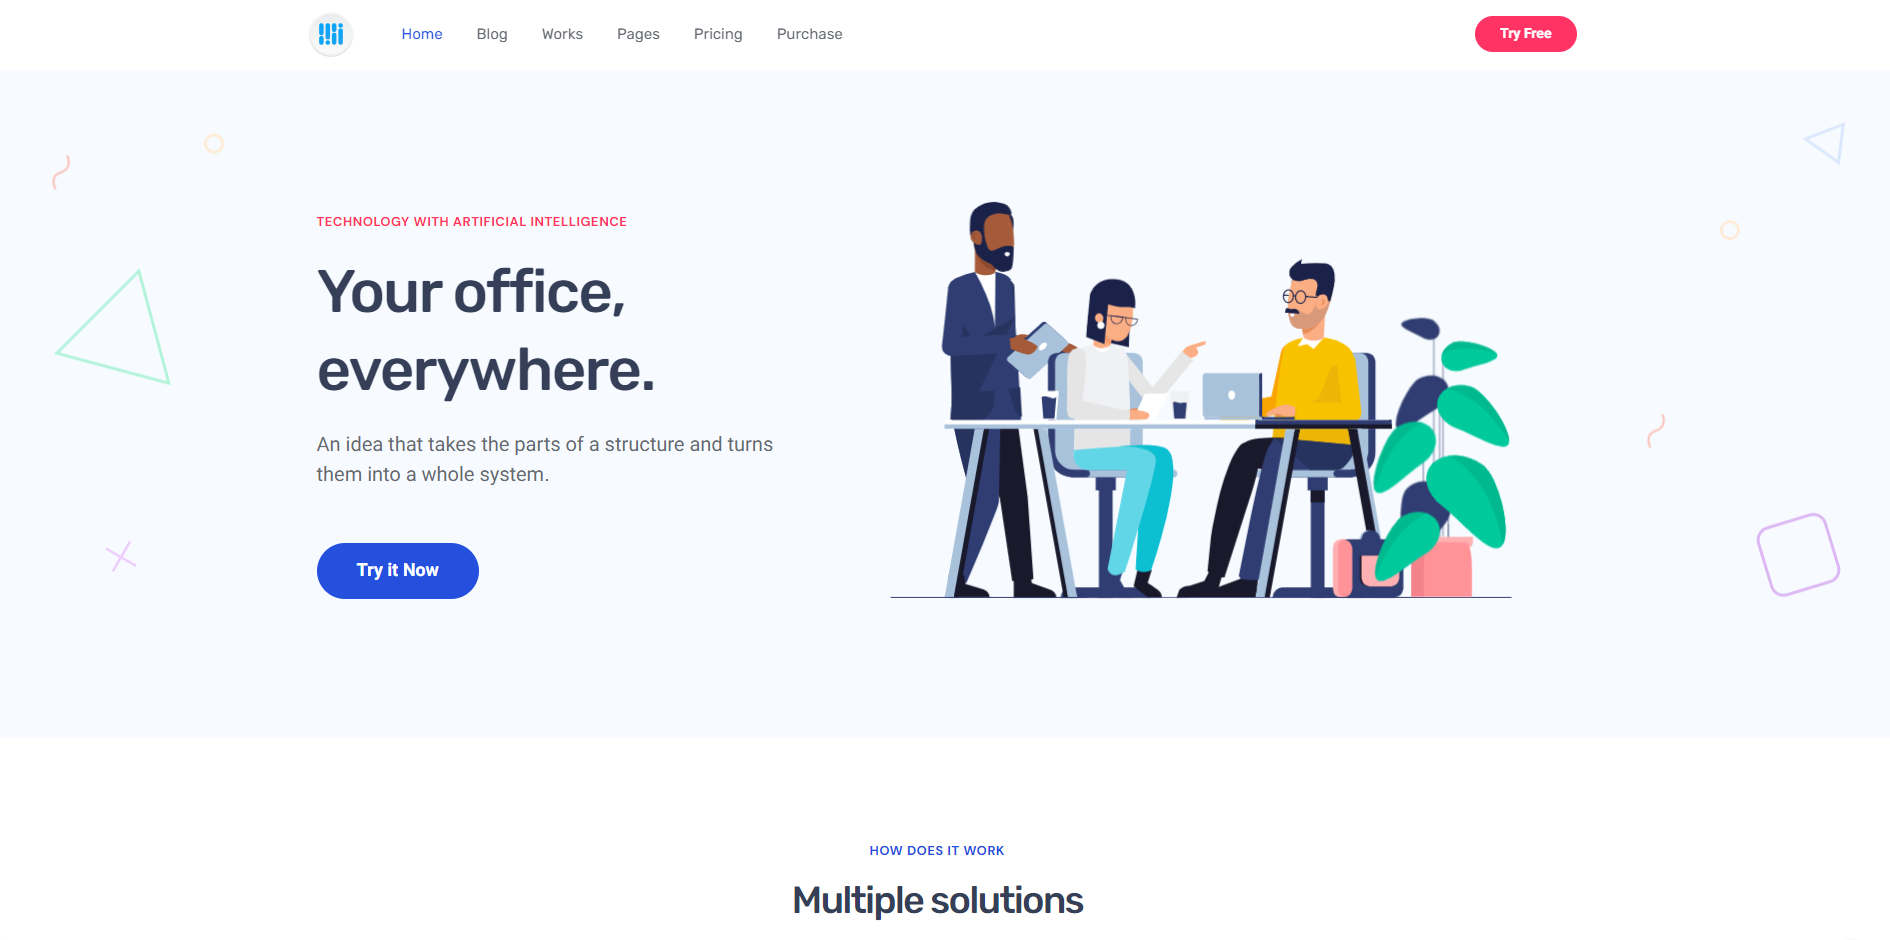 Home Blog Works Pages Pricing Purchase Try Free
TECHNOLOGY WITH ARTIFICIAL INTELLIGENCE
Your office,
everywhere.
An idea that takes the parts of a structure and turns
them into a whole system.
Try it Now
HOW DOES IT WORK
Multiple solutions